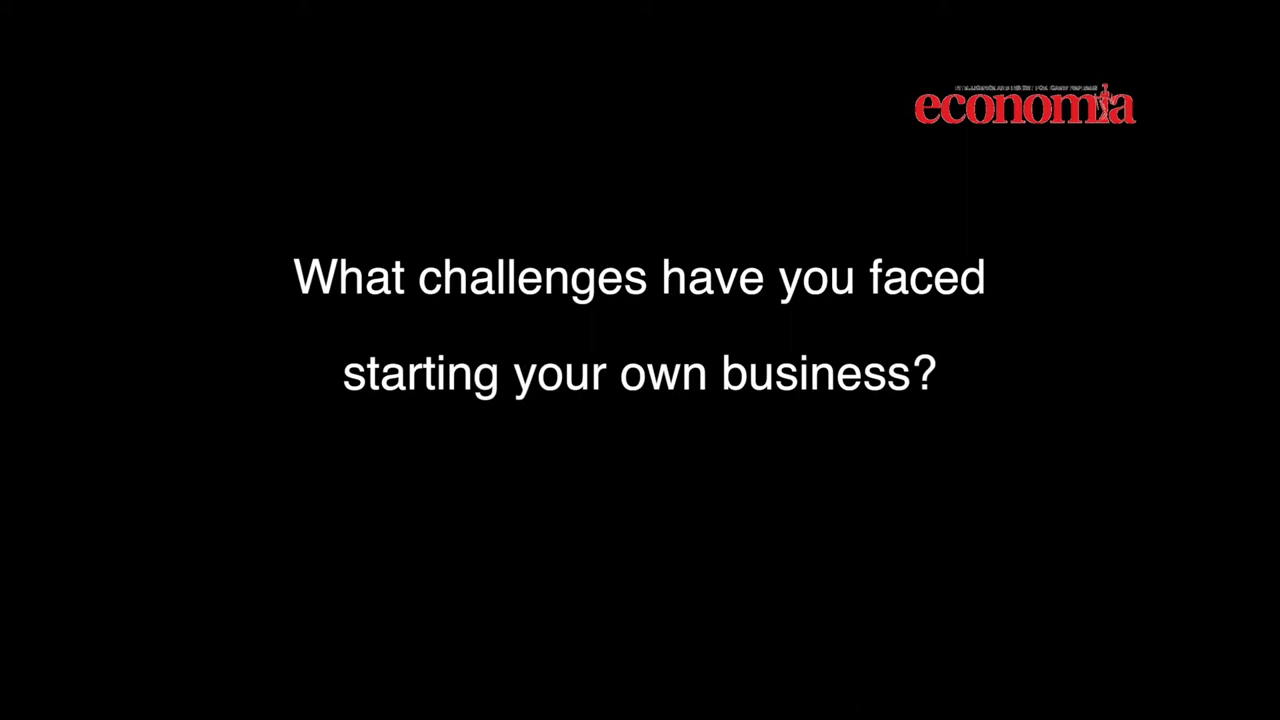 economia
What challenges have you faced
starting your own business?